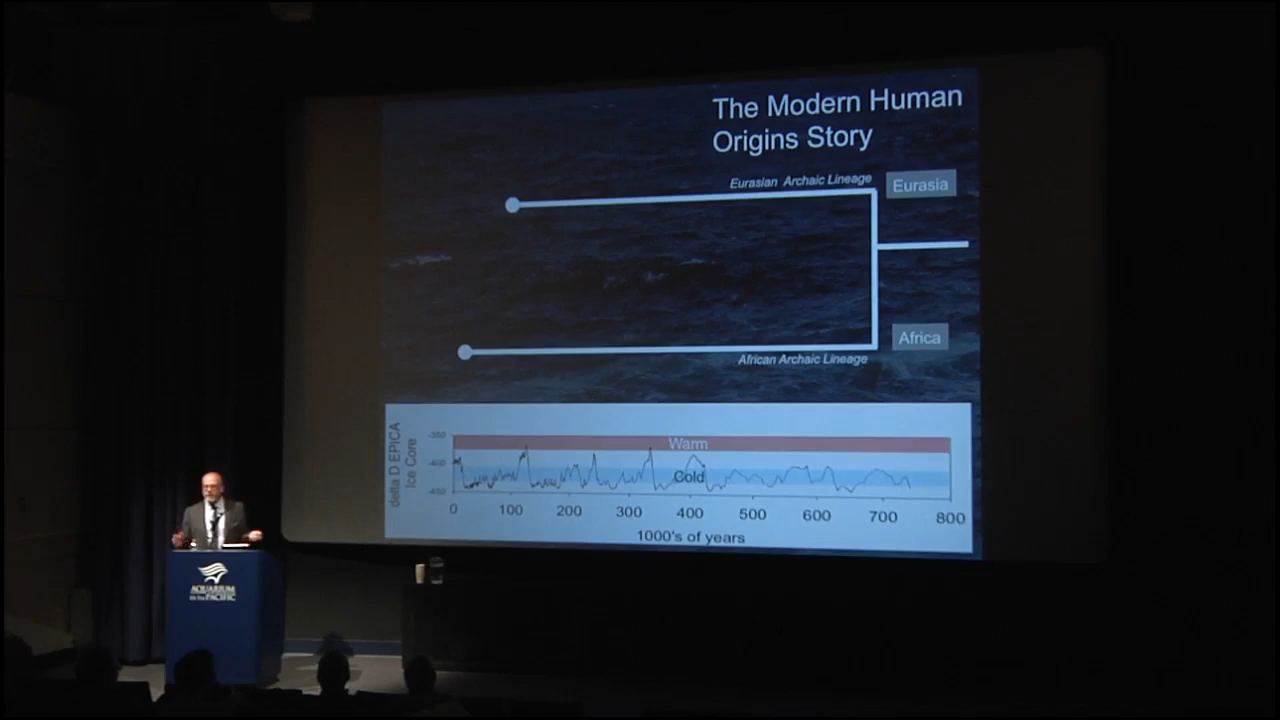 The Modern Human
Origins Story
Eurasian Archaic Lineage
Eurasia
Africa
African Archaic Lineage
delta D EPICA
Ice Core
-350
-400
-450
Warm
Cold
0 100 200 300 400 500 600 700 800
1000's of years
AQUARIUM
OF THE PACIFIC